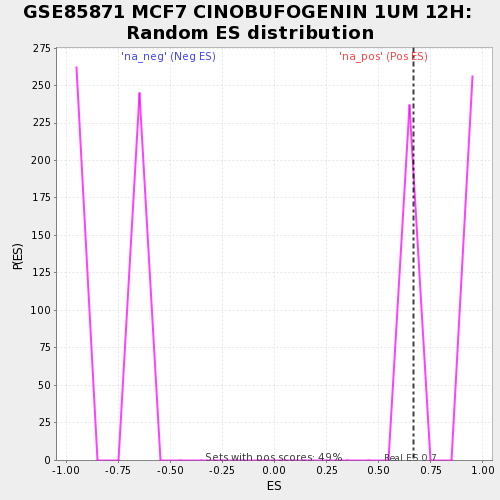 GSE85871 MCF7 CINOBUFOGENIN 1UM 12H:
Random ES distribution
'na_neg' (Neg ES)
'na_pos' (Pos ES)
275
250
225
200
175
150
125
100
75
50
25
0
P(ES)
Sets with pos scores: 49%
Real ES 0.7
-1.00
-0.75
-0.50
-0.25
0.00
0.25
0.50
0.75
1.00
ES